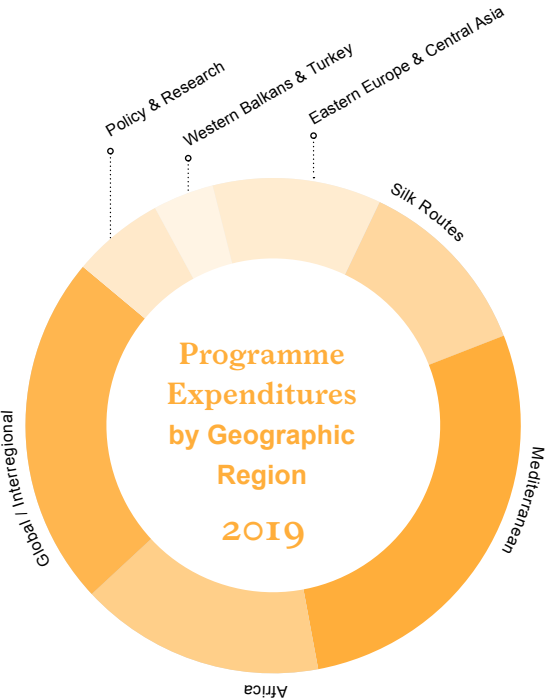 Policy & Research
Western Balkans & Turkey
Eastern Europe & Central Asia
Silk Routes
Programme
Expenditures
by Geographic
Region
2019
Global / Interregional
Mediterranean
Africa